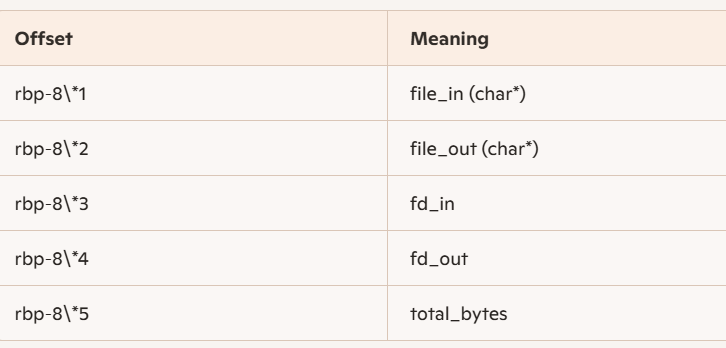 Offset Meaning
rbp-8\*1 file_in (char*)
rbp-8\*2 file_out (char*)
rbp-8\*3 fd_in
rbp-8\*4 fd_out
rbp-8\*5 total_bytes